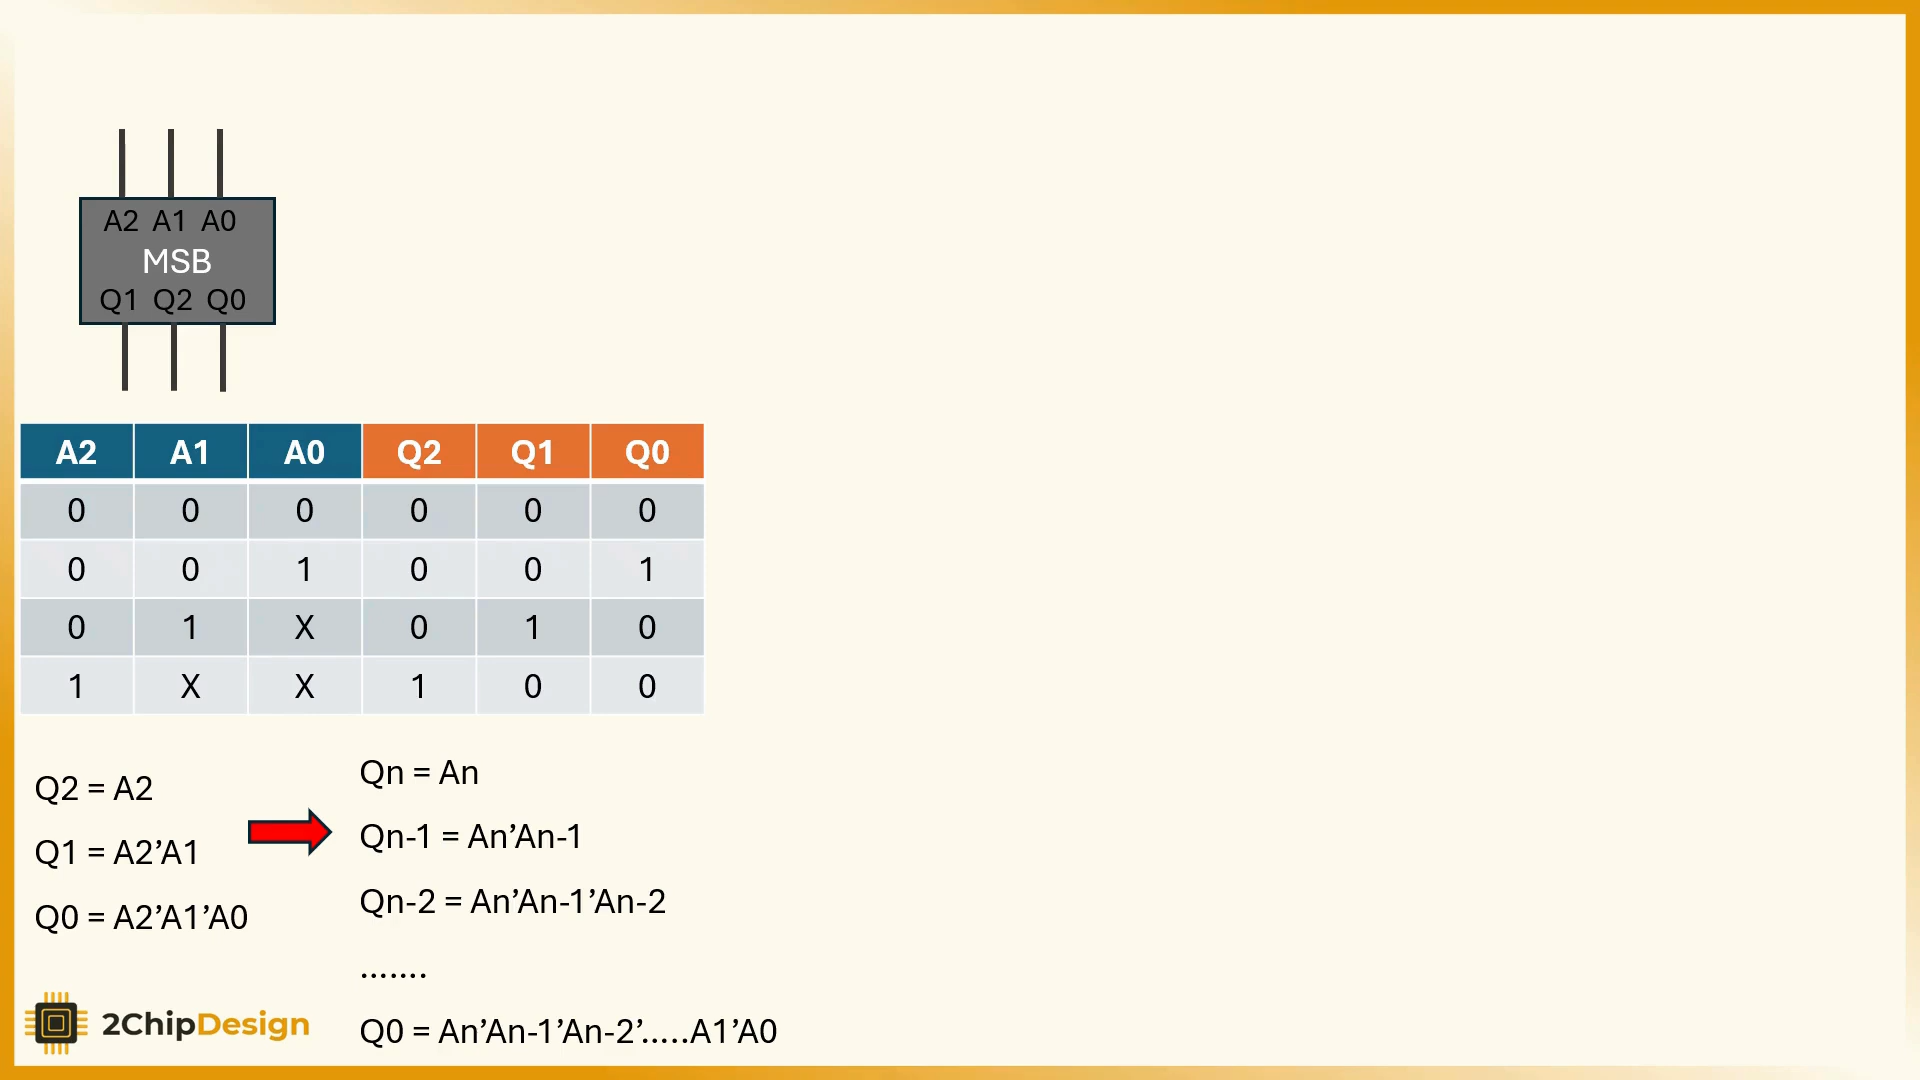 A2 A1 A0
MSB
Q1 Q2 Q0
A2 A1 A0 Q2 Q1 Q0
0 0 0 0 0 0
0 0 1 0 0 1
0 1 X 0 1 0
1 X X 1 0 0
Q2 = A2
Q1 = A2’A1
Q0 = A2’A1’A0
Qn = An
Qn-1 = An’An-1
Qn-2 = An’An-1’An-2
.......
Q0 = An’An-1’An-2’.....A1’A0
2ChipDesign